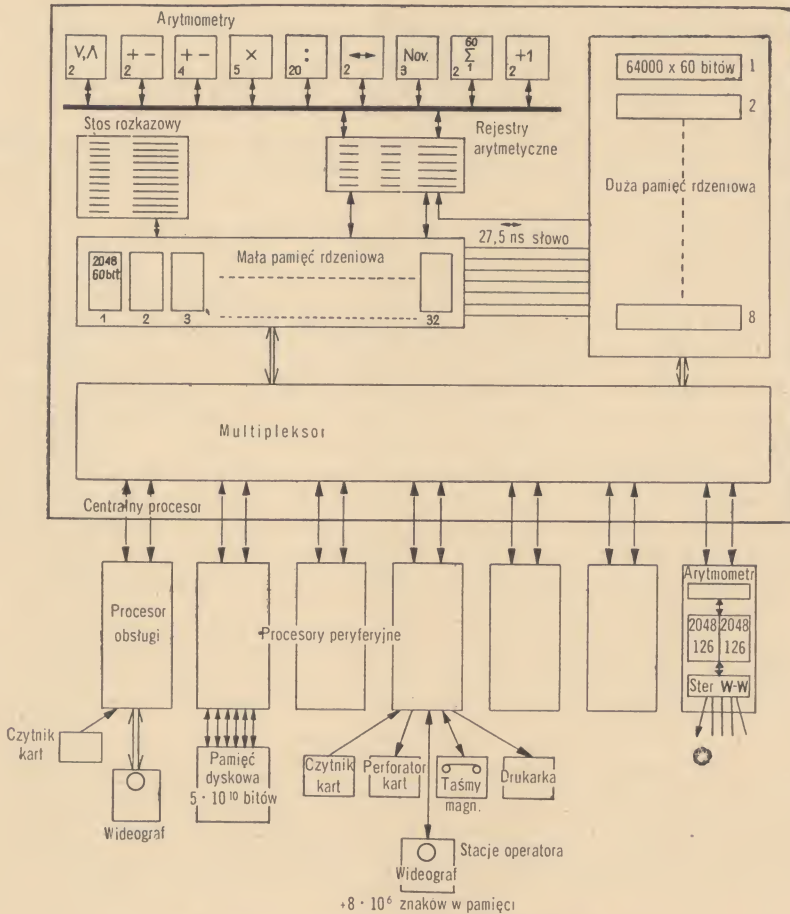 Arytmometry
V,Λ
2
+ -
2
+ -
4
×
5
:
20
↔
2
Nov.
3
60
Σ
1
2
+1
2
64000 x 60 bitów
1
2
Duża pamięć rdzeniowa
8
Stos rozkazowy
Rejestry
arytmetyczne
27,5 ns słowo
Mała pamięć rdzeniowa
2048
60bit
1
2
3
32
Multipleksor
Centralny procesor
Procesor
obsługi
Procesory peryferyjne
Arytmometr
2048
2048
126
126
Ster W-W
Czytnik
kart
Wideograf
Pamięć
dyskowa
5 · 10¹⁰ bitów
Czytnik
kart
Perforator
kart
Taśmy
magn.
Drukarka
Wideograf
Stacje operatora
+8 · 10⁶ znaków w pamięci